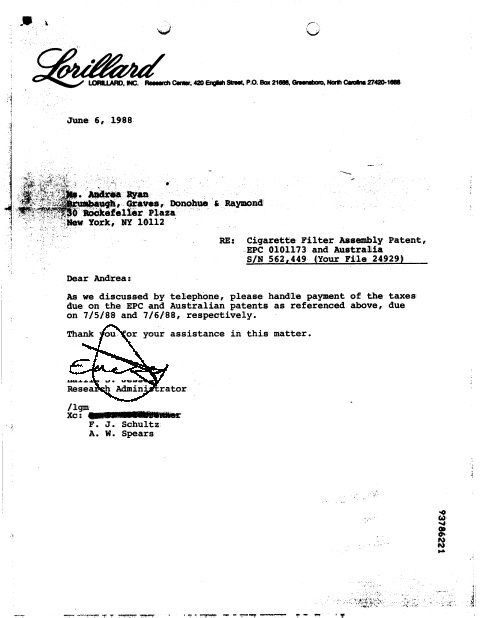 Lorillard
LORILLARD, INC. Research Center, 420 English Street, P.O. Box 21688, Greensboro, North Carolina 27420-1688
June 6, 1988
Ms. Andrea Ryan
Brumbaugh, Graves, Donohue & Raymond
30 Rockefeller Plaza
New York, NY 10112
RE: Cigarette Filter Assembly Patent,
EPC 0101173 and Australia
S/N 562,449 (Your File 24929)
Dear Andrea:
As we discussed by telephone, please handle payment of the taxes
due on the EPC and Australian patents as referenced above, due
on 7/5/88 and 7/6/88, respectively.
Thank you for your assistance in this matter.
Research Administrator
/lgm
Xc:
F. J. Schultz
A. W. Spears
93786221